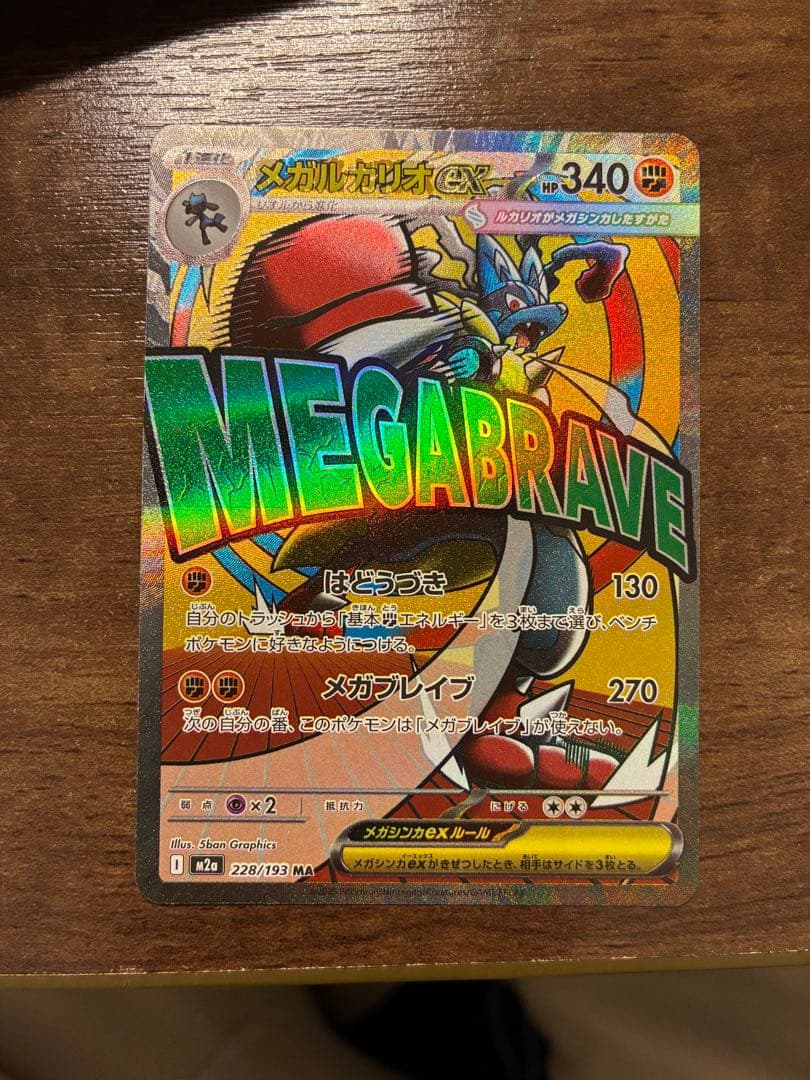 1進化
メガルカリオex
HP340
リオルから進化
ルカリオがメガシンカしたすがた
MEGABRAVE
はどうづき 130
自分のトラッシュから「基本エネルギー」を3枚まで選び、ベンチ
ポケモンに好きなようにつける。
メガブレイブ 270
次の自分の番、このポケモンは「メガブレイブ」が使えない。
弱点 ×2 抵抗力 にげる
Illus. 5ban Graphics
メガシンカexルール
メガシンカexがきぜつしたとき、相手はサイドを3枚とる。
I M2a 228/193 MA
©2025 Pokémon/Nintendo/Creatures/GAME FREAK